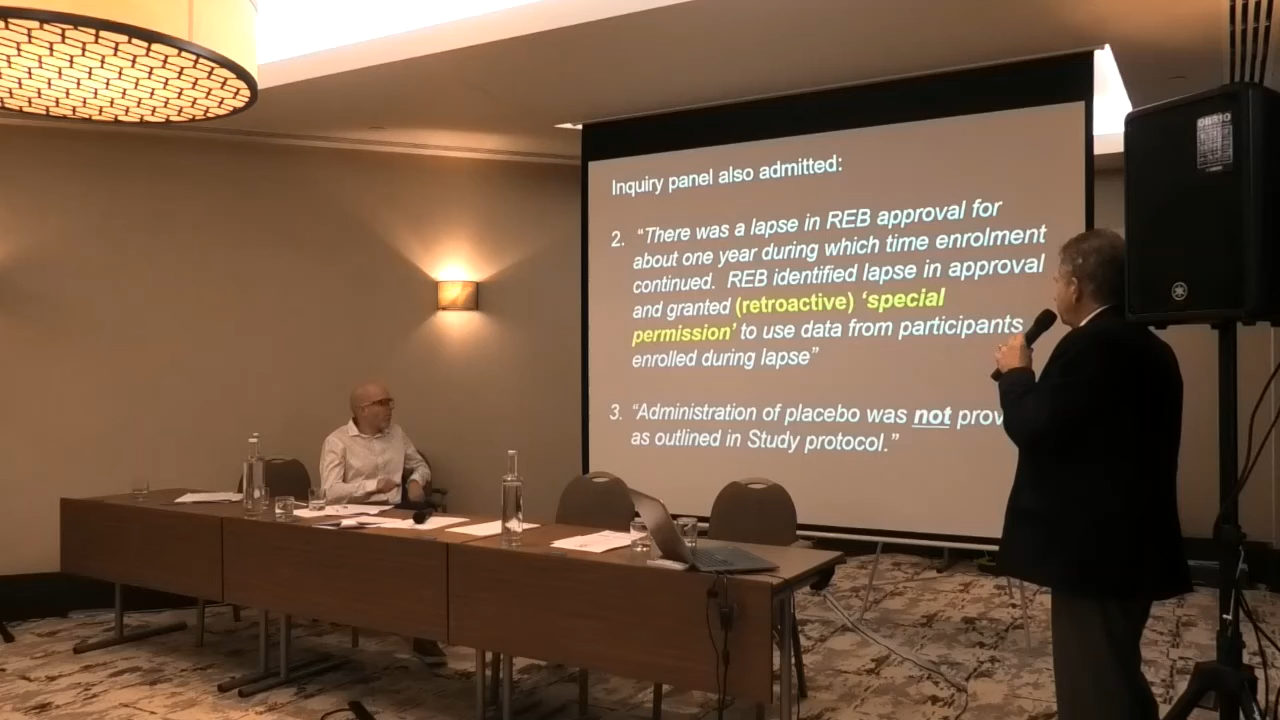 Inquiry panel also admitted:
2. “There was a lapse in REB approval for
about one year during which time enrolment
continued. REB identified lapse in approval
and granted (retroactive) ‘special
permission’ to use data from participants
enrolled during lapse”
3. “Administration of placebo was not prov
as outlined in Study protocol.”